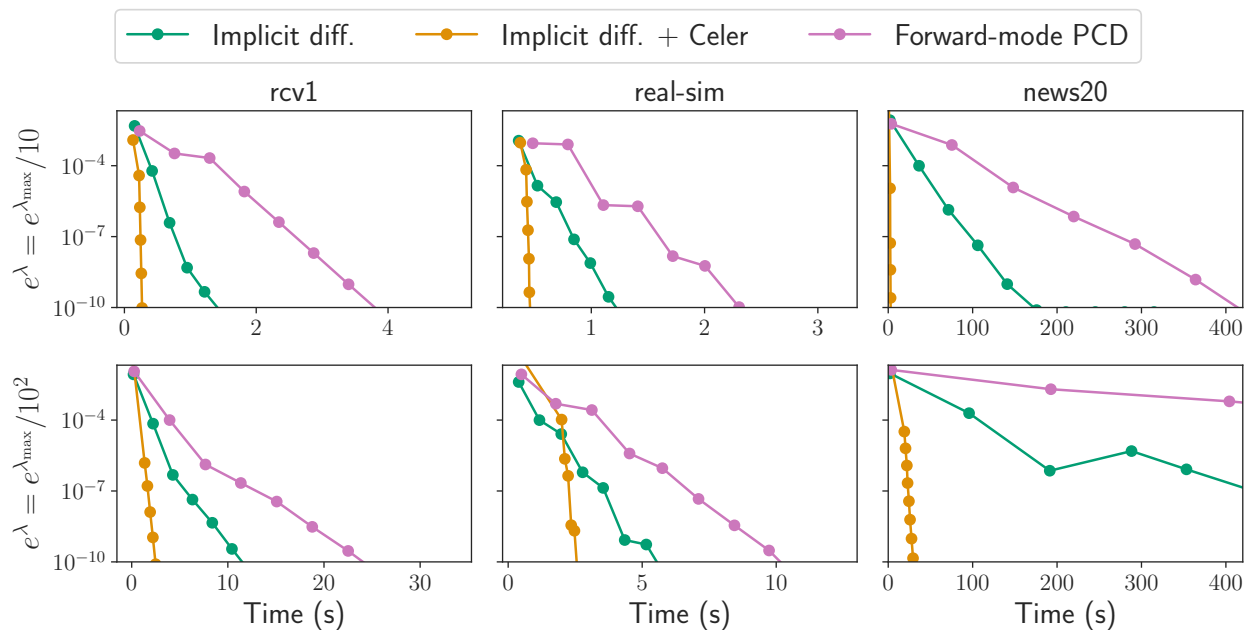 Implicit diff. Implicit diff. + Celer Forward-mode PCD
rcv1 real-sim news20
e^λ = e^λmax/10
10^−4
10^−7
10^−10
0 2 4
1 2 3
0 100 200 300 400
e^λ = e^λmax/10^2
10^−4
10^−7
10^−10
0 10 20 30
0 5 10
0 100 200 300 400
Time (s) Time (s) Time (s)